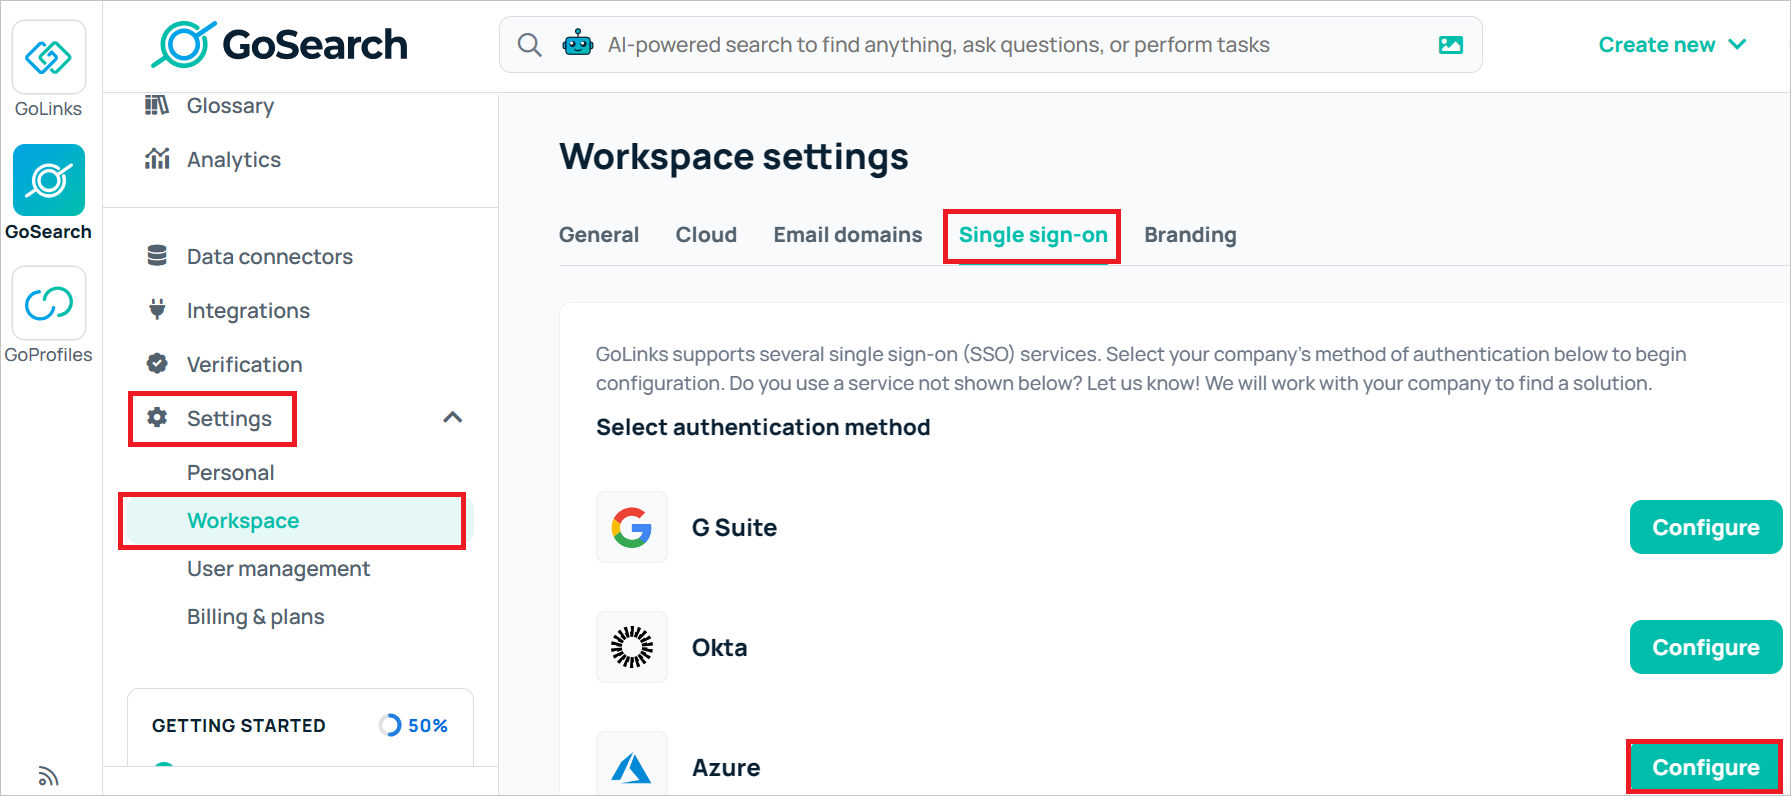 GoLinks
GoSearch
GoProfiles
GoSearch
AI-powered search to find anything, ask questions, or perform tasks
Create new
Glossary
Analytics
Data connectors
Integrations
Verification
Settings
Personal
Workspace
User management
Billing & plans
GETTING STARTED 50%
Workspace settings
General Cloud Email domains Single sign-on Branding
GoLinks supports several single sign-on (SSO) services. Select your company's method of authentication below to begin
configuration. Do you use a service not shown below? Let us know! We will work with your company to find a solution.
Select authentication method
G Suite Configure
Okta Configure
Azure Configure